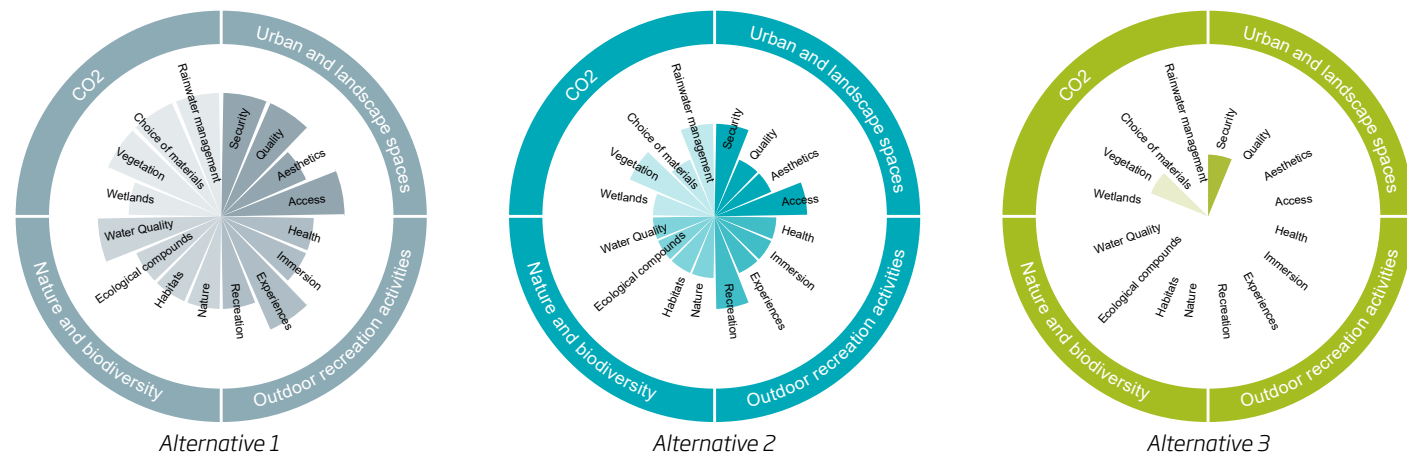 CO2
Urban and landscape spaces
Rainwater management
Choice of materials
Vegetation
Wetlands
Security
Quality
Aesthetics
Access
Water Quality
Ecological compounds
Habitats
Nature
Health
Immersion
Experiences
Recreation
Nature and biodiversity
Outdoor recreation activities
Alternative 1
CO2
Urban and landscape spaces
Rainwater management
Choice of materials
Vegetation
Wetlands
Security
Quality
Aesthetics
Access
Water Quality
Ecological compounds
Habitats
Nature
Health
Immersion
Experiences
Recreation
Nature and biodiversity
Outdoor recreation activities
Alternative 2
CO2
Urban and landscape spaces
Rainwater management
Choice of materials
Vegetation
Wetlands
Security
Quality
Aesthetics
Access
Water Quality
Ecological compounds
Habitats
Nature
Health
Immersion
Experiences
Recreation
Nature and biodiversity
Outdoor recreation activities
Alternative 3